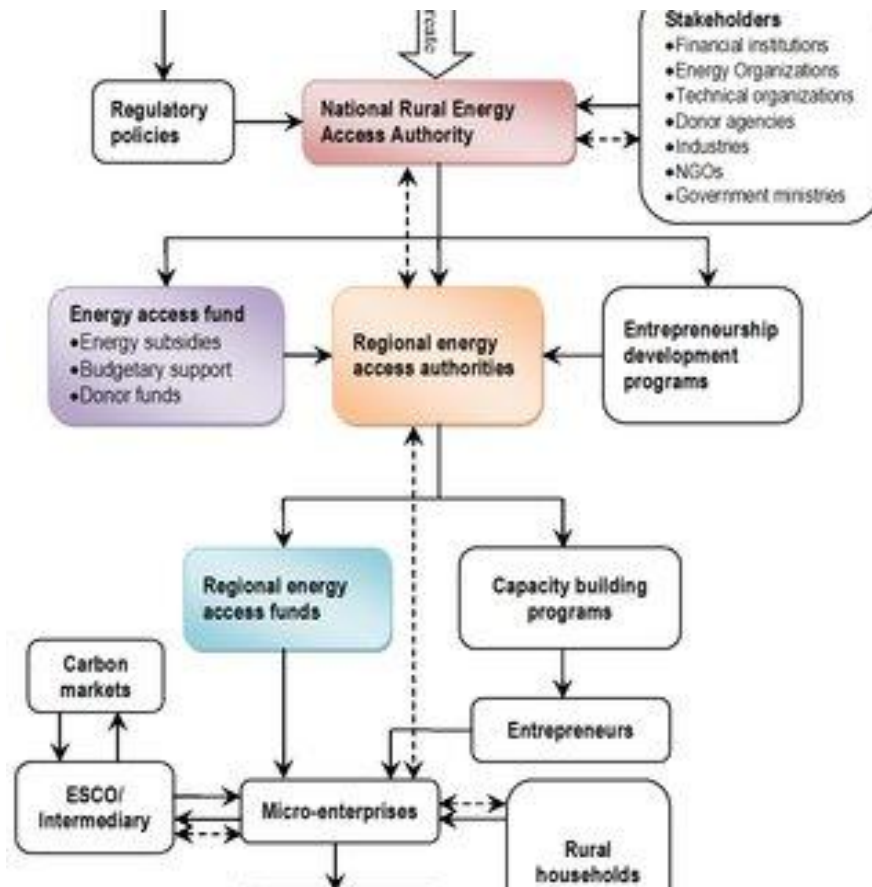 create
Stakeholders
•Financial institutions
•Energy Organizations
•Technical organizations
•Donor agencies
•Industries
•NGOs
•Government ministries
Regulatory
policies
National Rural Energy
Access Authority
Energy access fund
•Energy subsidies
•Budgetary support
•Donor funds
Regional energy
access authorities
Entrepreneurship
development
programs
Regional energy
access funds
Capacity building
programs
Carbon
markets
Entrepreneurs
ESCO/
Intermediary
Micro-enterprises
Rural
households